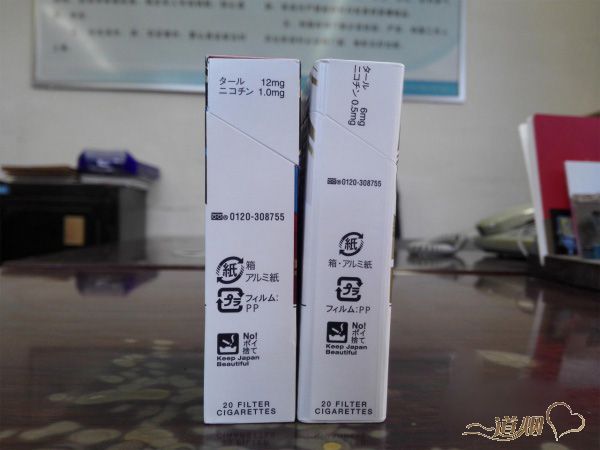 タール 12mg
ニコチン 1.0mg
0120-308755
紙
箱
アルミ紙
プラ
フィルム:
PP
No!
ポイ
捨て
Keep Japan
Beautiful
20 FILTER
CIGARETTES
タール 6mg
ニコチン 0.5mg
0120-308755
紙
箱・アルミ紙
プラ
フィルム:PP
No!
ポイ
捨て
Keep Japan
Beautiful
20 FILTER
CIGARETTES
一道烟